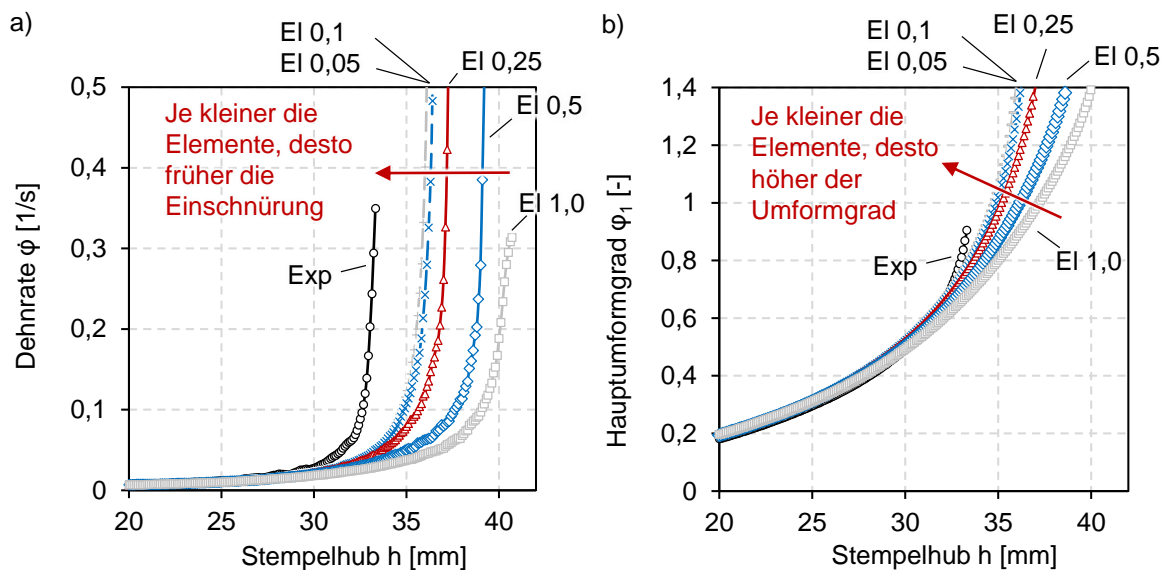 a)
El 0,1
El 0,05
El 0,25
El 0,5
El 1,0
0,5
0,4
0,3
0,2
0,1
0
Dehnrate φ [1/s]
Je kleiner die
Elemente, desto
früher die
Einschnürung
Exp
20
25
30
35
40
Stempelhub h [mm]
b)
El 0,1
El 0,05
El 0,25
El 0,5
El 1,0
1,4
1,2
1
0,8
0,6
0,4
0,2
0
Hauptumformgrad φ1 [-]
Je kleiner die
Elemente, desto
höher der
Umformgrad
Exp
20
25
30
35
40
Stempelhub h [mm]